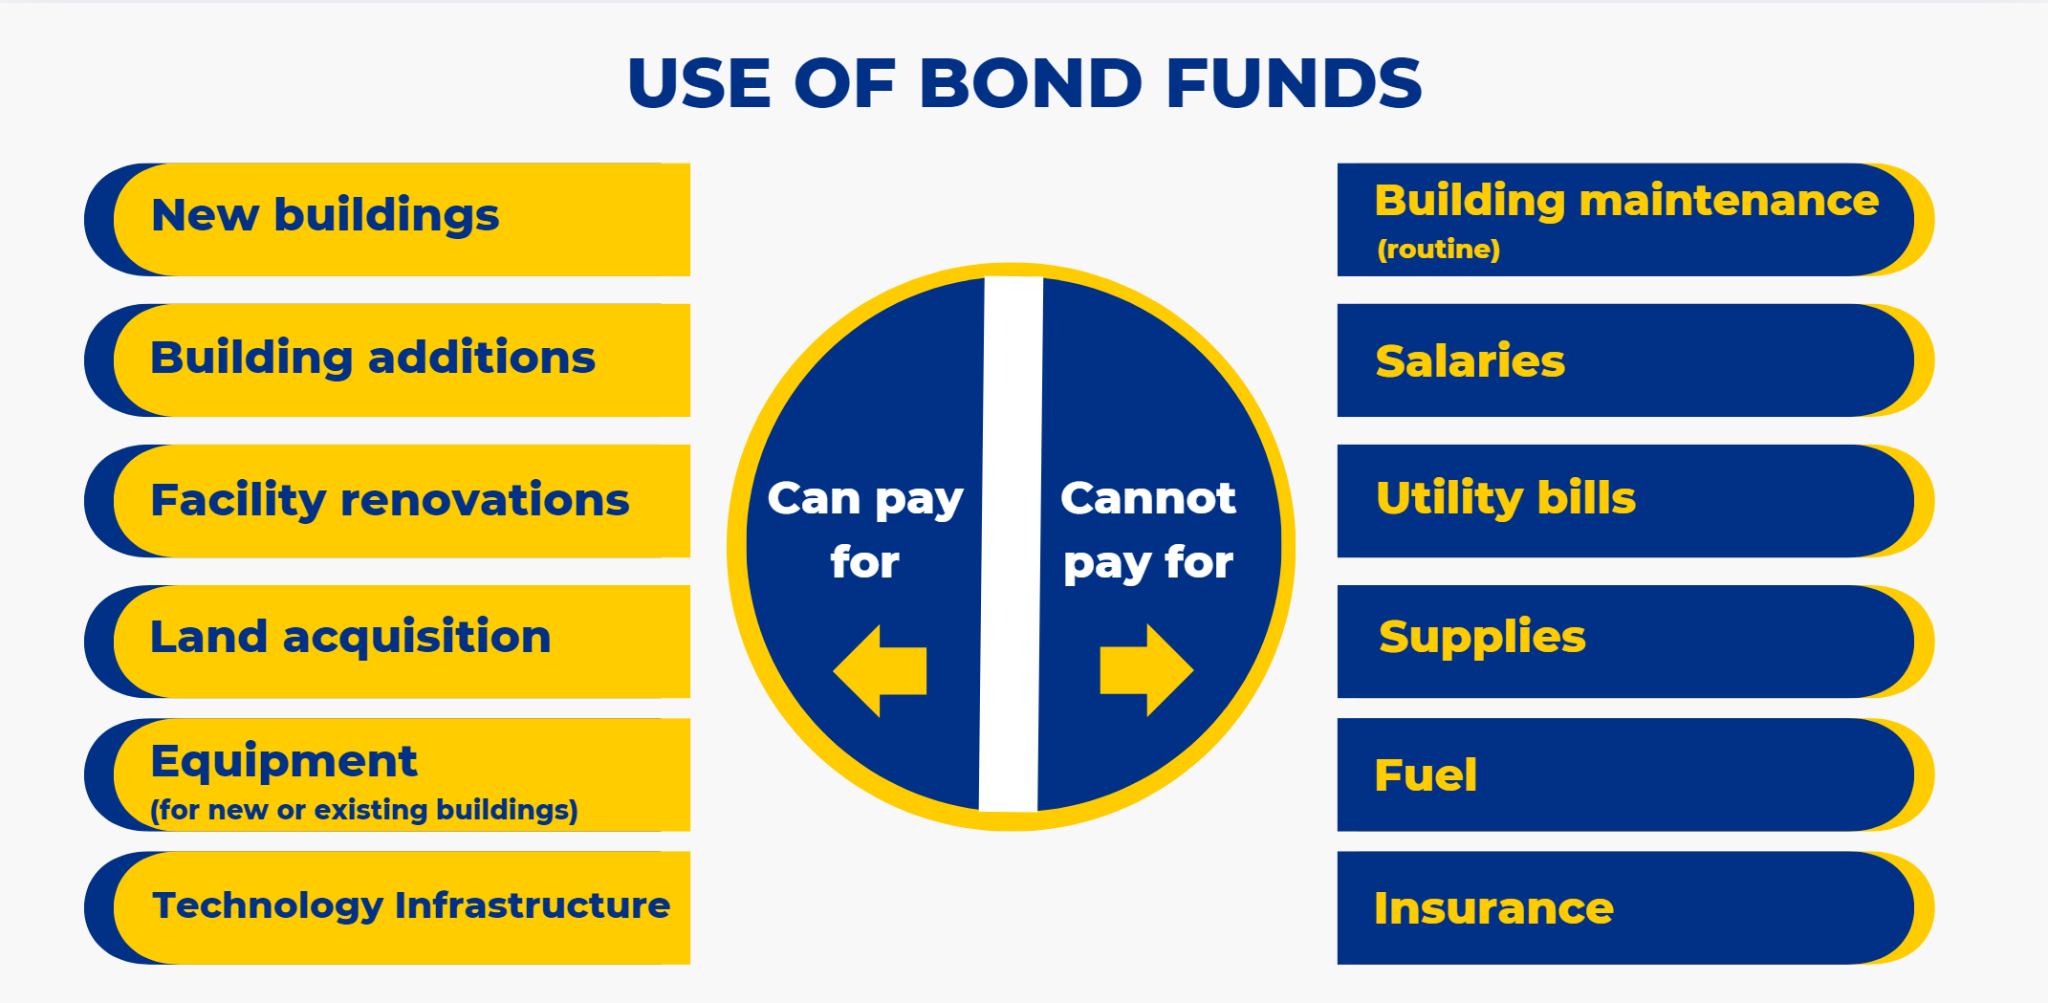 USE OF BOND FUNDS
New buildings
Building additions
Facility renovations
Land acquisition
Equipment
(for new or existing buildings)
Technology Infrastructure
Can pay
for
Cannot
pay for
Building maintenance
(routine)
Salaries
Utility bills
Supplies
Fuel
Insurance